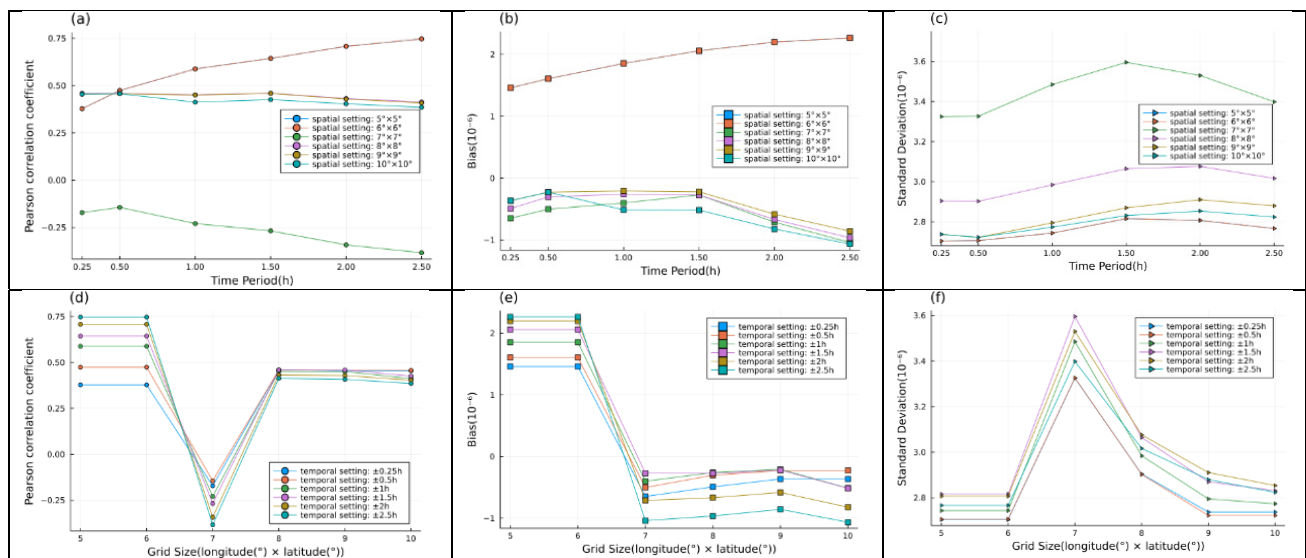 (a)
0.75
0.50
0.25
0.00
−0.25
Pearson correlation coefficient
spatial setting: 5°×5°
spatial setting: 6°×6°
spatial setting: 7°×7°
spatial setting: 8°×8°
spatial setting: 9°×9°
spatial setting: 10°×10°
0.25 0.50 1.00 1.50 2.00 2.50
Time Period(h)
(b)
2
1
0
−1
Bias(10⁻⁶)
spatial setting: 5°×5°
spatial setting: 6°×6°
spatial setting: 7°×7°
spatial setting: 8°×8°
spatial setting: 9°×9°
spatial setting: 10°×10°
0.25 0.50 1.00 1.50 2.00 2.50
Time Period(h)
(c)
3.6
3.4
3.2
3.0
2.8
Standard Deviation(10⁻⁶)
spatial setting: 5°×5°
spatial setting: 6°×6°
spatial setting: 7°×7°
spatial setting: 8°×8°
spatial setting: 9°×9°
spatial setting: 10°×10°
0.25 0.50 1.00 1.50 2.00 2.50
Time Period(h)
(d)
0.75
0.50
0.25
0.00
−0.25
Pearson correlation coefficient
temporal setting: ±0.25h
temporal setting: ±0.5h
temporal setting: ±1h
temporal setting: ±1.5h
temporal setting: ±2h
temporal setting: ±2.5h
5 6 7 8 9 10
Grid Size(longitude(°) × latitude(°))
(e)
2
1
0
−1
Bias(10⁻⁶)
temporal setting: ±0.25h
temporal setting: ±0.5h
temporal setting: ±1h
temporal setting: ±1.5h
temporal setting: ±2h
temporal setting: ±2.5h
5 6 7 8 9 10
Grid Size(longitude(°) × latitude(°))
(f)
3.6
3.4
3.2
3.0
2.8
Standard Deviation(10⁻⁶)
temporal setting: ±0.25h
temporal setting: ±0.5h
temporal setting: ±1h
temporal setting: ±1.5h
temporal setting: ±2h
temporal setting: ±2.5h
5 6 7 8 9 10
Grid Size(longitude(°) × latitude(°))